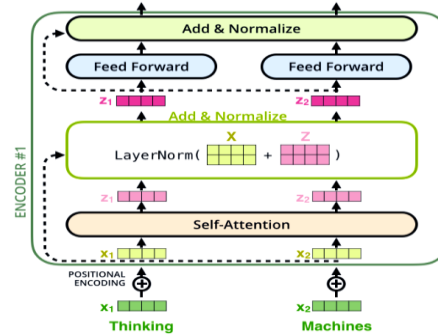 Add & Normalize
Feed Forward Feed Forward
z1 z2
Add & Normalize
X Z
LayerNorm( + )
z1 z2
Self-Attention
x1 x2
ENCODER #1
POSITIONAL
ENCODING
x1 x2
Thinking Machines